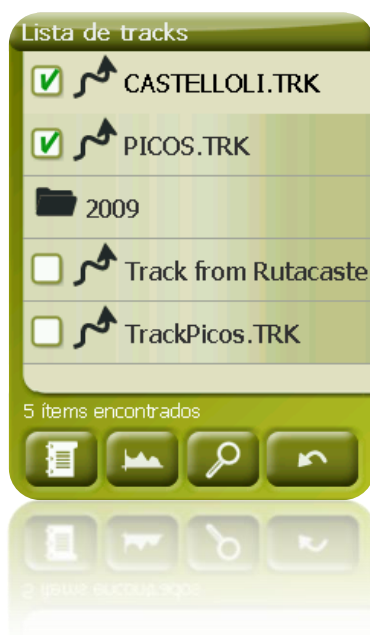 Lista de tracks
CASTELLOLI.TRK
PICOS.TRK
2009
Track from Rutacaste
TrackPicos.TRK
5 ítems encontrados